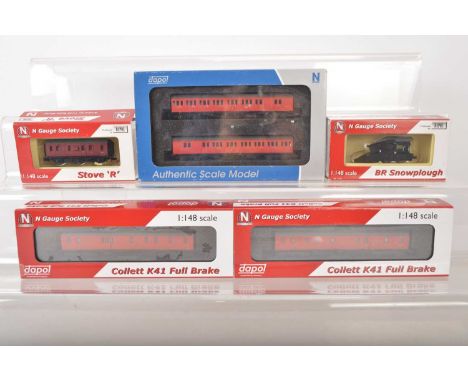 dapol
N
N Gauge Society
1:148 scale
Stove 'R'
Authentic Scale Model
N
N Gauge Society
1:148 scale
BR Snowplough
N
N Gauge Society
1:148 scale
dapol
Collett K41 Full Brake
N
N Gauge Society
1:148 scale
dapol
Collett K41 Full Brake